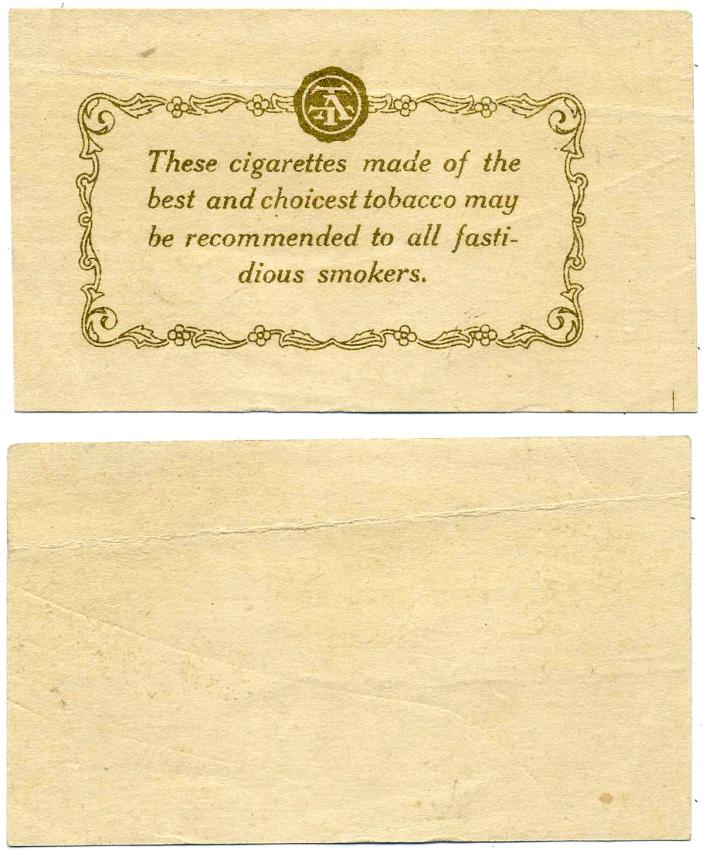 These cigarettes made of the
best and choicest tobacco may
be recommended to all fasti-
dious smokers.